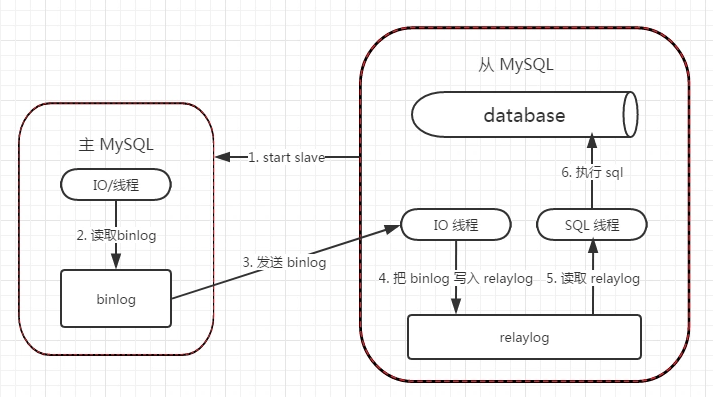 从 MySQL
database
主 MySQL
1. start slave
6. 执行 sql
IO/线程
IO 线程
SQL 线程
2. 读取binlog
3. 发送 binlog
4. 把 binlog 写入 relaylog
5. 读取 relaylog
binlog
relaylog